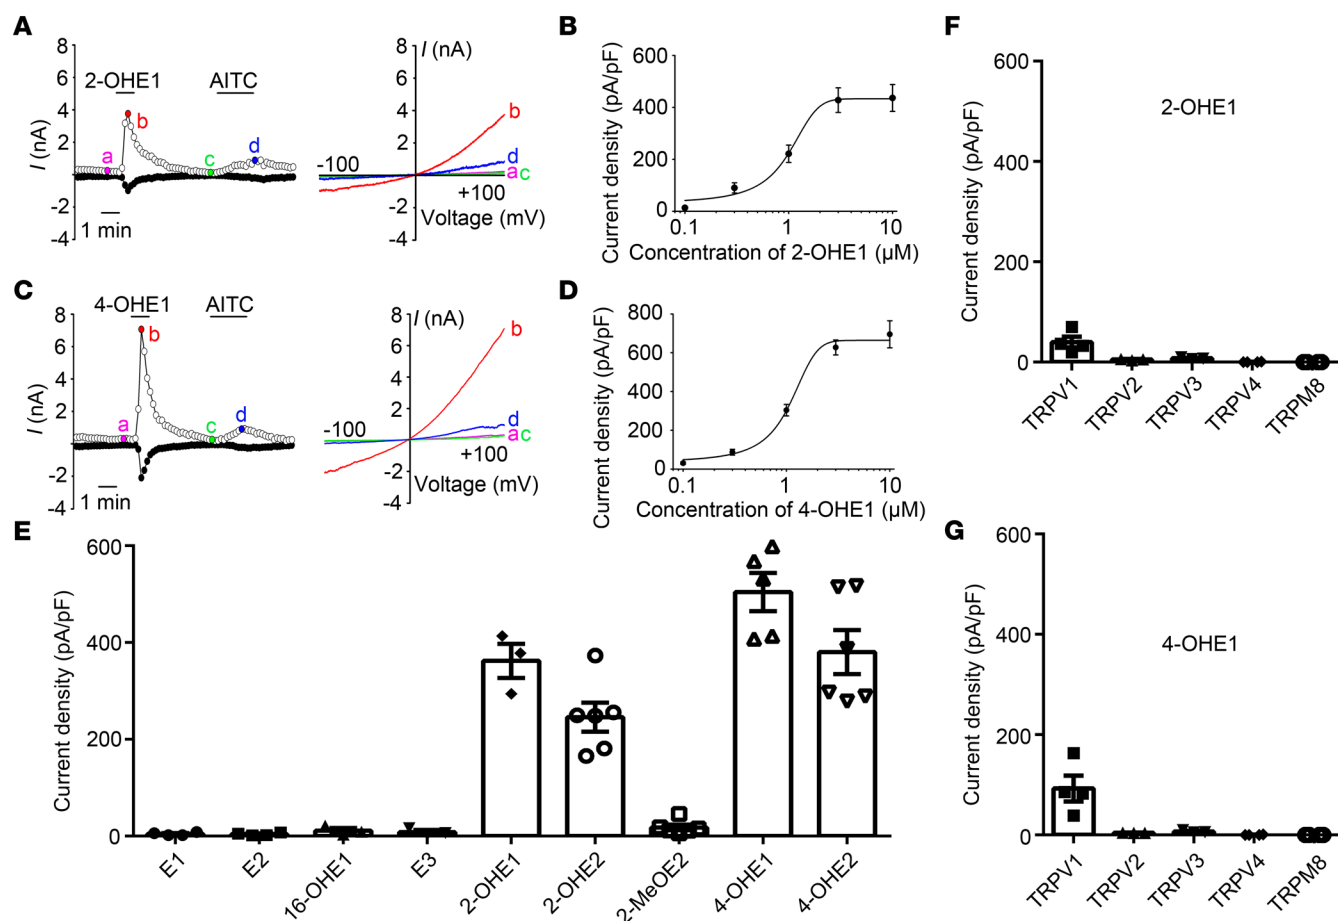 A
8
6
4
2
-2
-4
I (nA)
2-OHE1
AITC
a
b
c
d
1 min
8
I (nA)
6
4
2
-2
-4
-100
+100
Voltage (mV)
b
d
a c
B
600
400
200
0
Current density (pA/pF)
0.1
1
10
Concentration of 2-OHE1 (µM)
C
8
6
4
2
-2
-4
I (nA)
4-OHE1
AITC
a
b
c
d
1 min
8
I (nA)
6
4
2
-2
-4
-100
+100
Voltage (mV)
b
d
a c
D
800
600
400
200
0
Current density (pA/pF)
0.1
1
10
Concentration of 4-OHE1 (µM)
E
600
400
200
0
Current density (pA/pF)
E1
E2
16-OHE1
E3
2-OHE1
2-OHE2
2-MeOE2
4-OHE1
4-OHE2
F
600
400
200
0
Current density (pA/pF)
2-OHE1
TRPV1
TRPV2
TRPV3
TRPV4
TRPM8
G
600
400
200
0
Current density (pA/pF)
4-OHE1
TRPV1
TRPV2
TRPV3
TRPV4
TRPM8